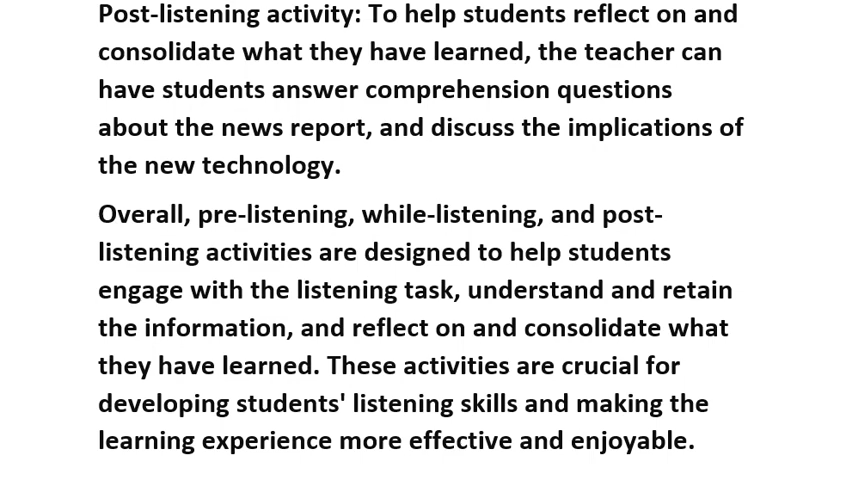 Post-listening activity: To help students reflect on and
consolidate what they have learned, the teacher can
have students answer comprehension questions
about the news report, and discuss the implications of
the new technology.
Overall, pre-listening, while-listening, and post-
listening activities are designed to help students
engage with the listening task, understand and retain
the information, and reflect on and consolidate what
they have learned. These activities are crucial for
developing students' listening skills and making the
learning experience more effective and enjoyable.